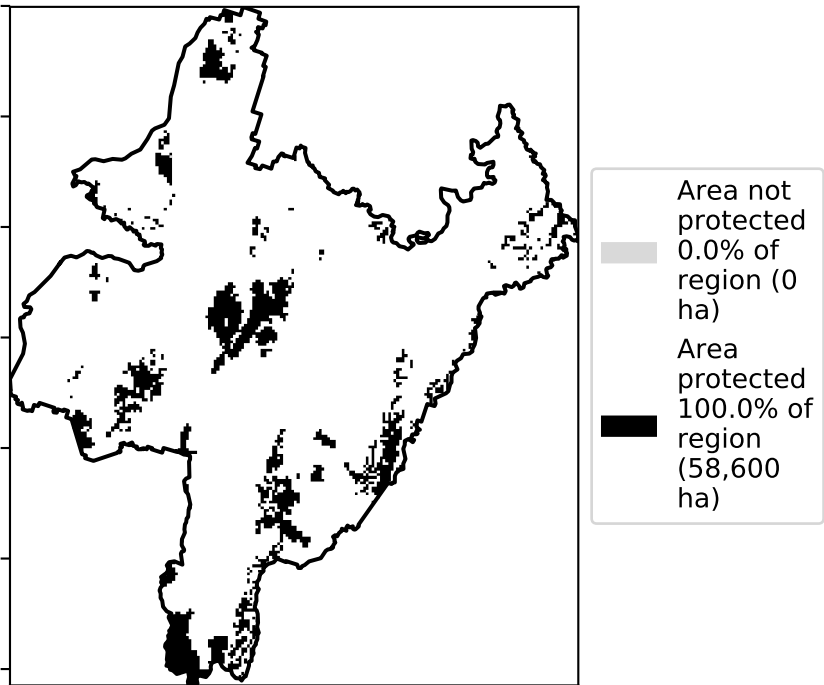 Area not
protected
0.0% of
region (0
ha)
Area
protected
100.0% of
region
(58,600
ha)